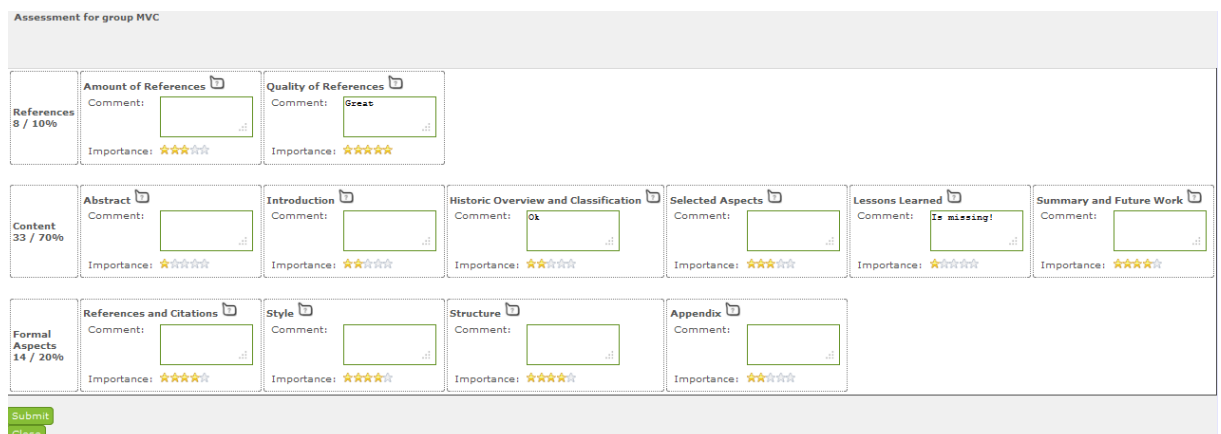 Assessment for group MVC
References
8 / 10%
Amount of References ?
Comment:
Importance:
Quality of References ?
Comment: Great
Importance:
Content
33 / 70%
Abstract ?
Comment:
Importance:
Introduction ?
Comment:
Importance:
Historic Overview and Classification ?
Comment: Ok
Importance:
Selected Aspects ?
Comment:
Importance:
Lessons Learned ?
Comment: Is missing!
Importance:
Summary and Future Work ?
Comment:
Importance:
Formal
Aspects
14 / 20%
References and Citations ?
Comment:
Importance:
Style ?
Comment:
Importance:
Structure ?
Comment:
Importance:
Appendix ?
Comment:
Importance:
Submit
Close